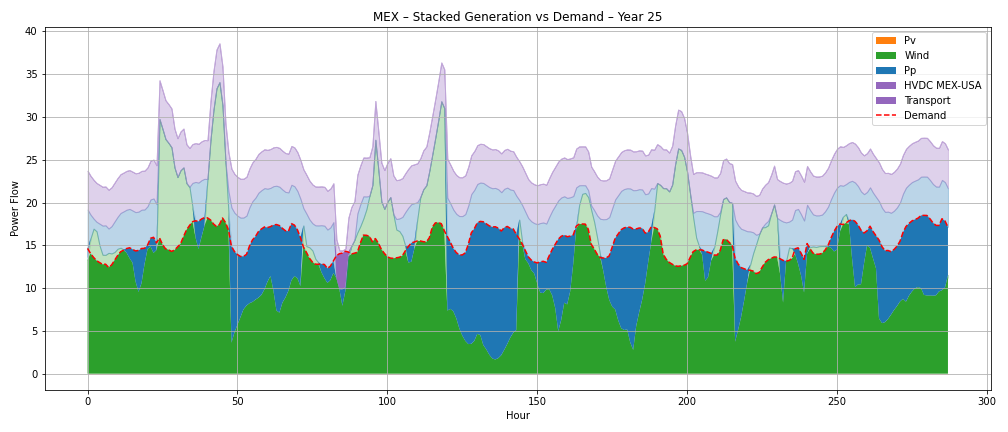 MEX – Stacked Generation vs Demand – Year 25
Power Flow
40
35
30
25
20
15
10
5
0
Pv
Wind
Pp
HVDC MEX-USA
Transport
Demand
0
50
100
150
200
250
300
Hour